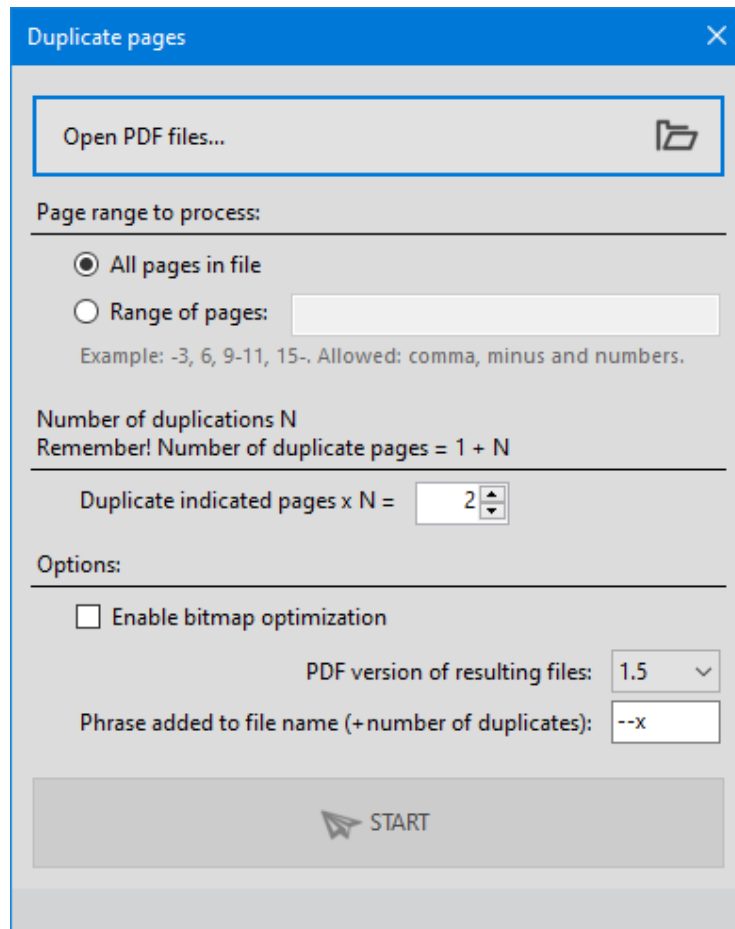 Duplicate pages
Open PDF files...
Page range to process:
All pages in file
Range of pages:
Example: -3, 6, 9-11, 15-. Allowed: comma, minus and numbers.
Number of duplications N
Remember! Number of duplicate pages = 1 + N
Duplicate indicated pages x N = 2
Options:
Enable bitmap optimization
PDF version of resulting files: 1.5
Phrase added to file name (+number of duplicates): --x
START